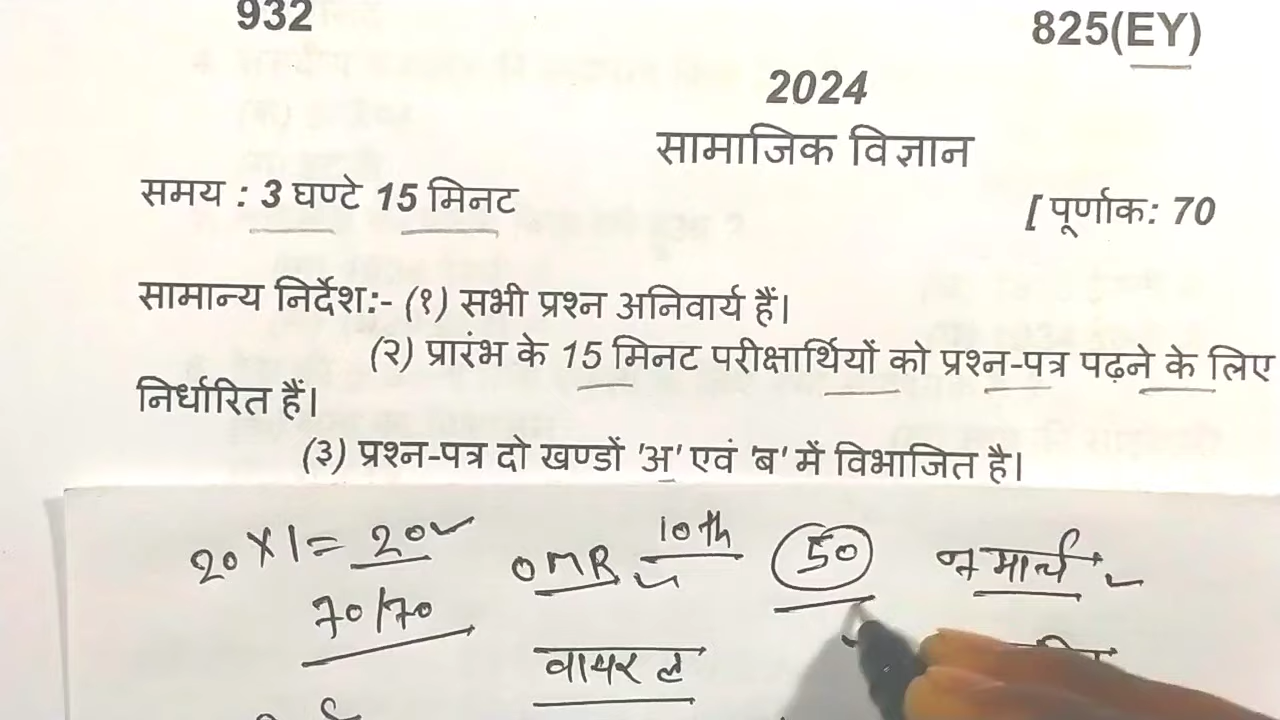 932
825(EY)
2024
सामाजिक विज्ञान
समय : 3 घण्टे 15 मिनट
[ पूर्णाक: 70
सामान्य निर्देश:- (१) सभी प्रश्न अनिवार्य हैं।
(२) प्रारंभ के 15 मिनट परीक्षार्थियों को प्रश्न-पत्र पढ़ने के लिए
निर्धारित हैं।
(३) प्रश्न-पत्र दो खण्डों 'अ' एवं 'ब' में विभाजित है।
20 X 1 = 20
OMR 10th 50 मार्च
70/70
वायरल